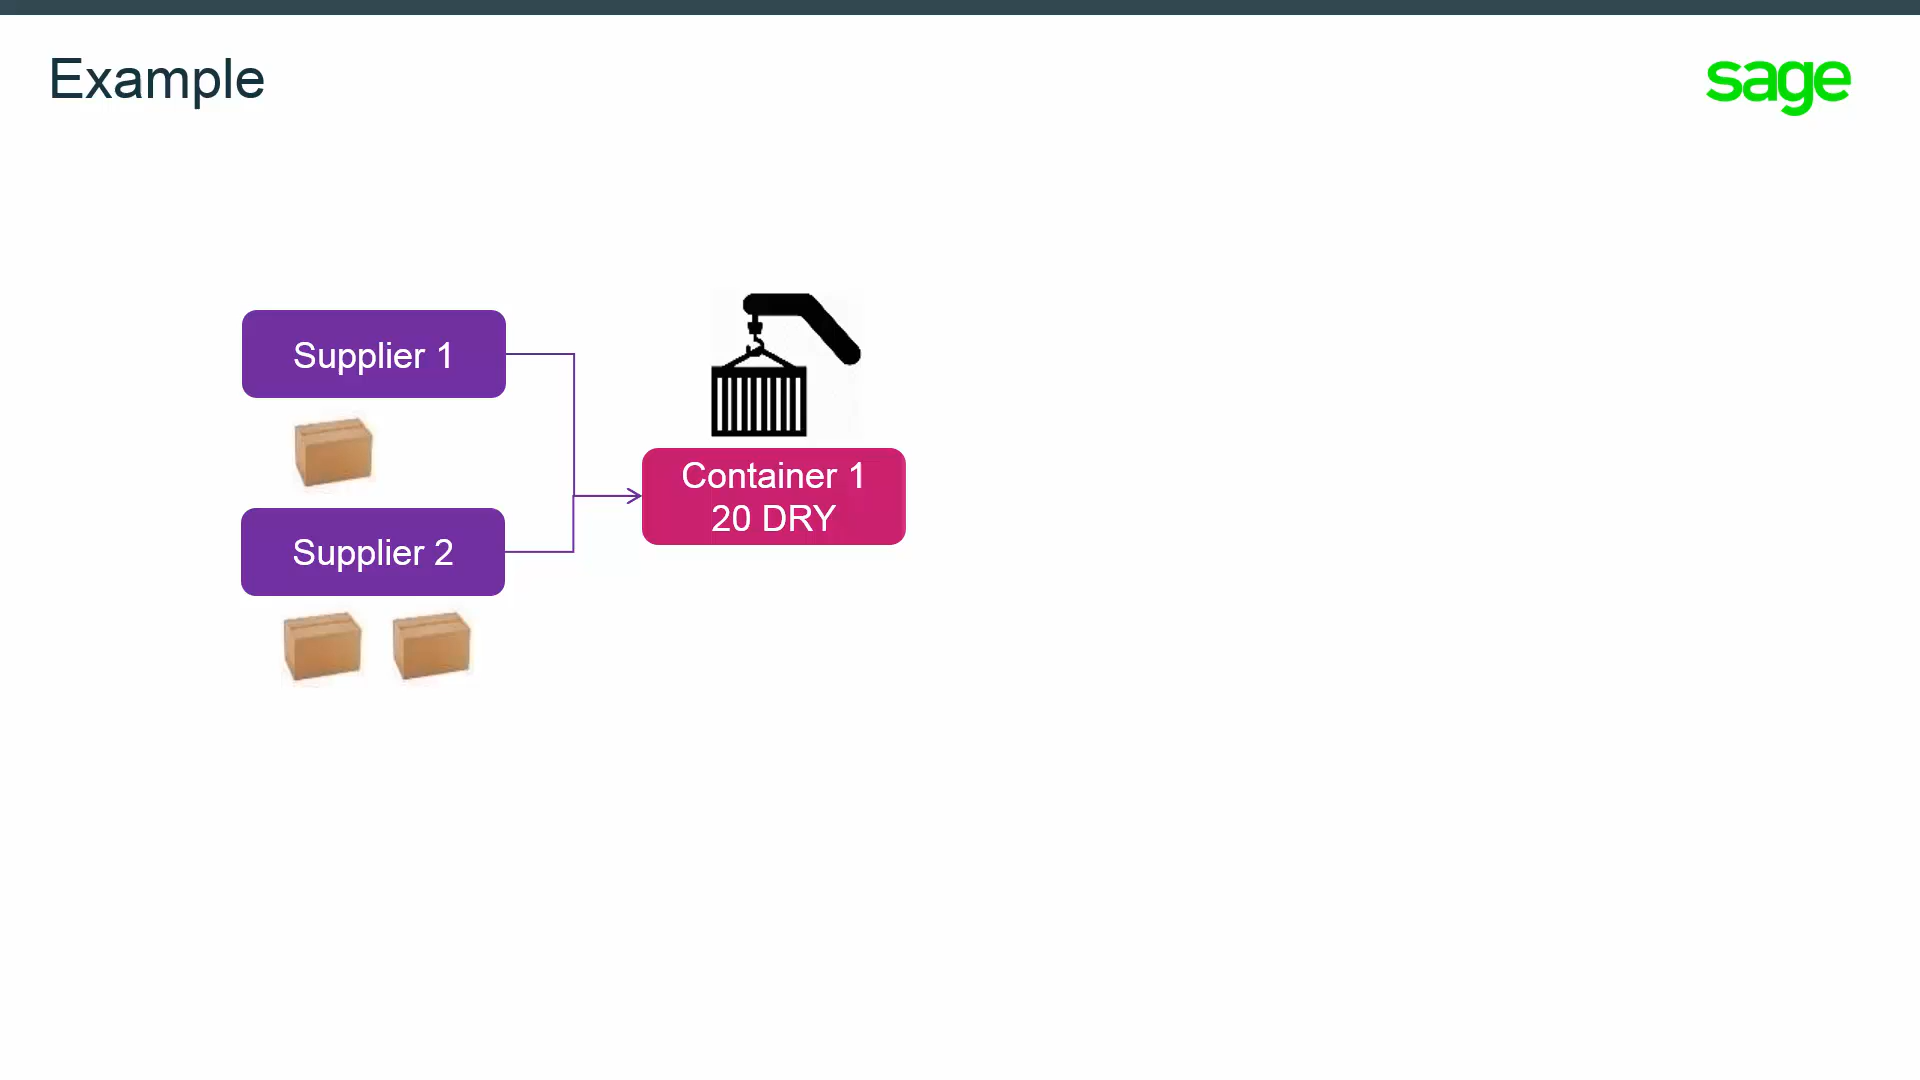 Example
sage
Supplier 1
Container 1
20 DRY
Supplier 2